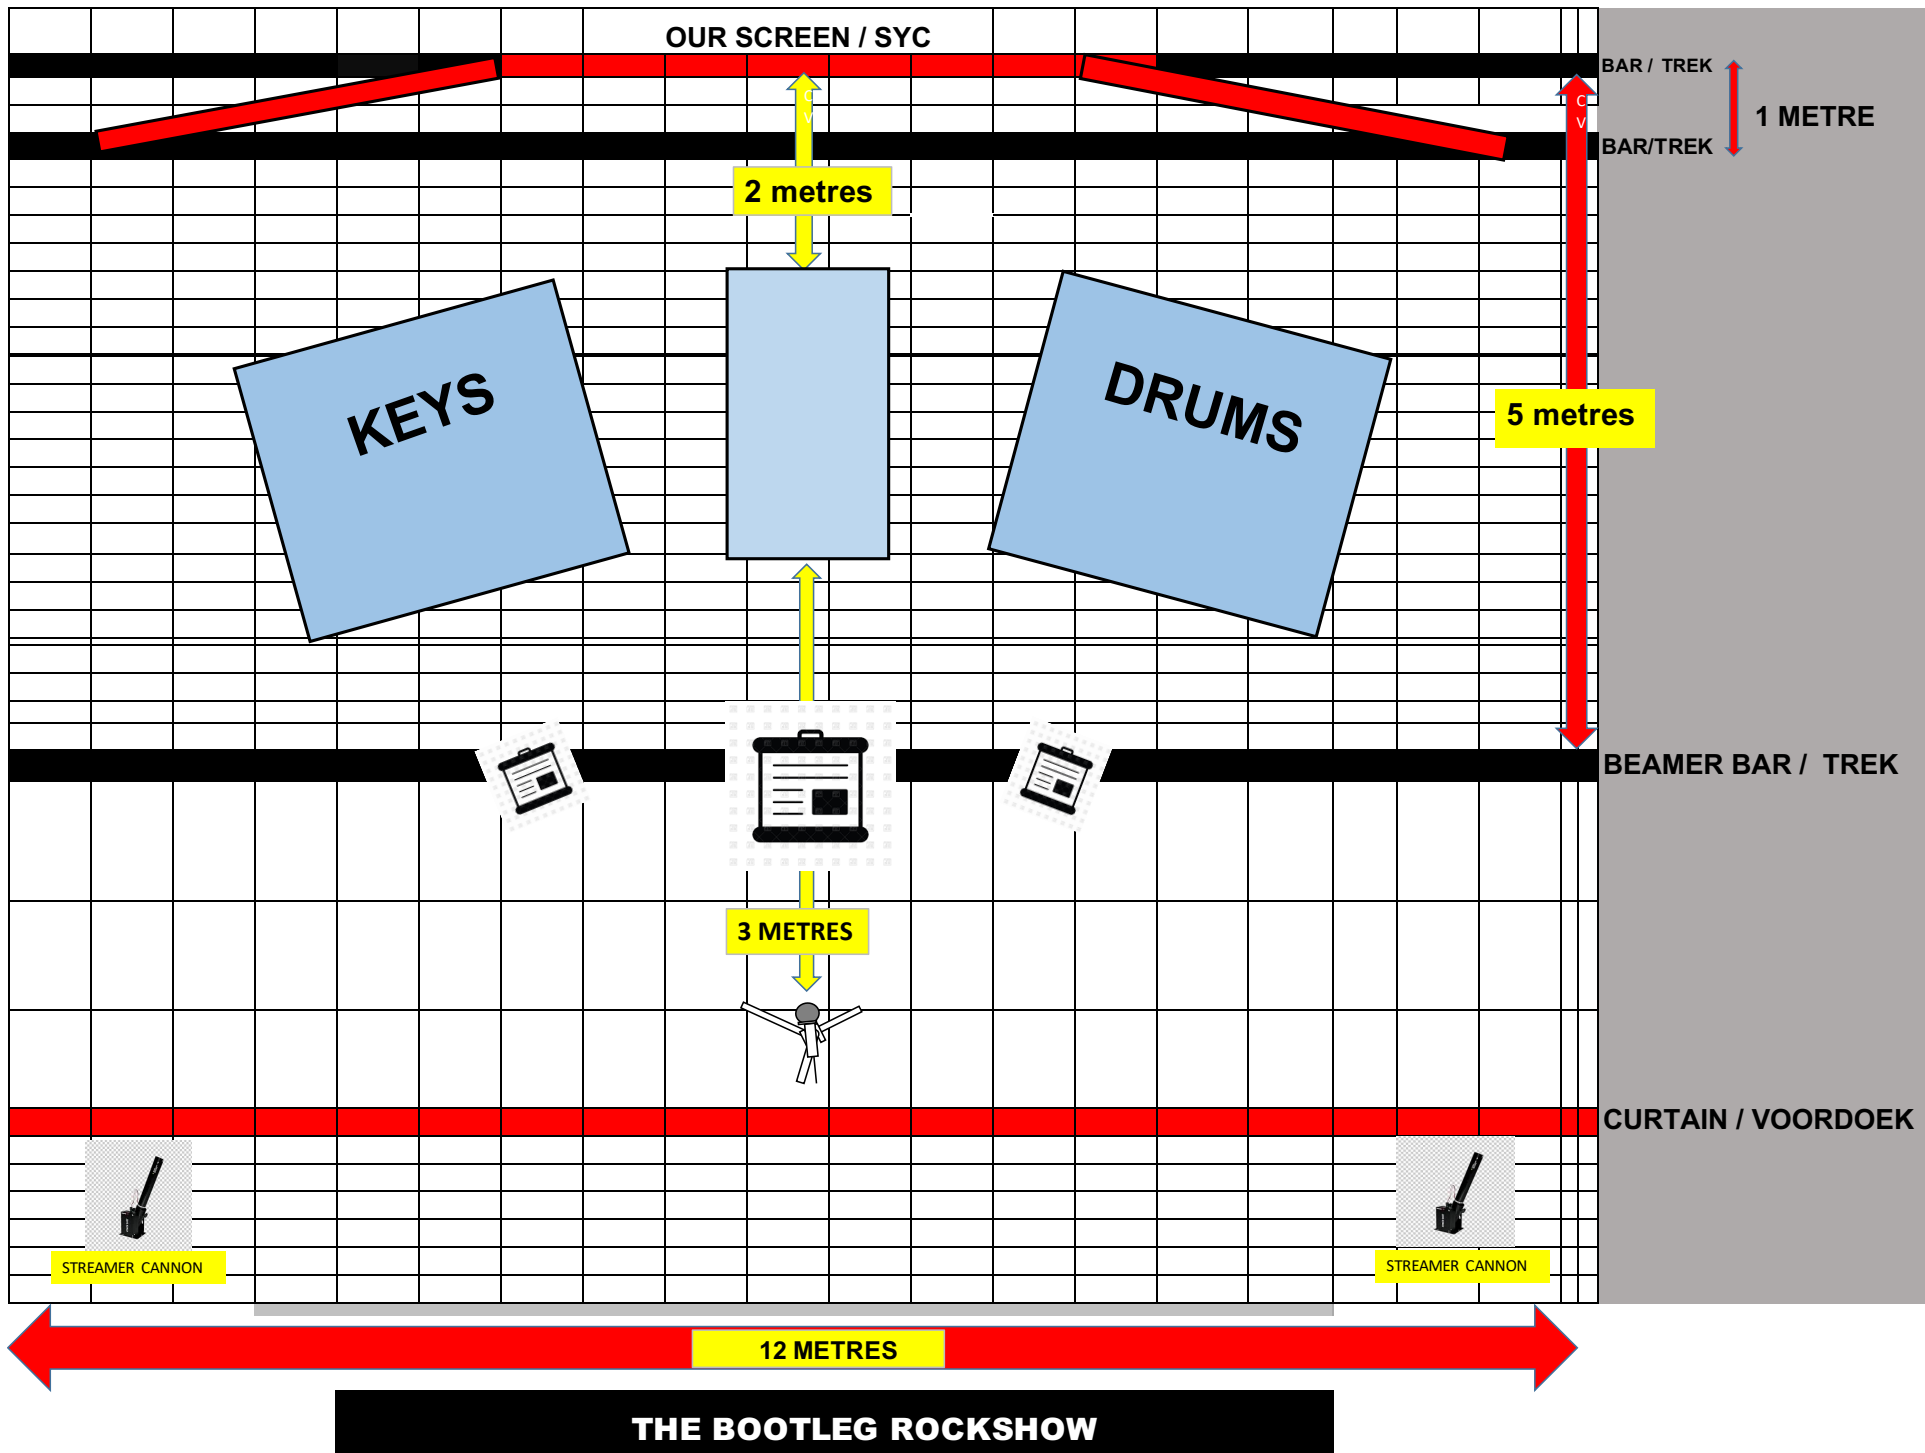 OUR SCREEN / SYC
BAR / TREK
C
V
C
V
1 METRE
BAR/TREK
2 metres
KEYS
DRUMS
5 metres
BEAMER BAR / TREK
3 METRES
CURTAIN / VOORDOEK
STREAMER CANNON
STREAMER CANNON
12 METRES
THE BOOTLEG ROCKSHOW